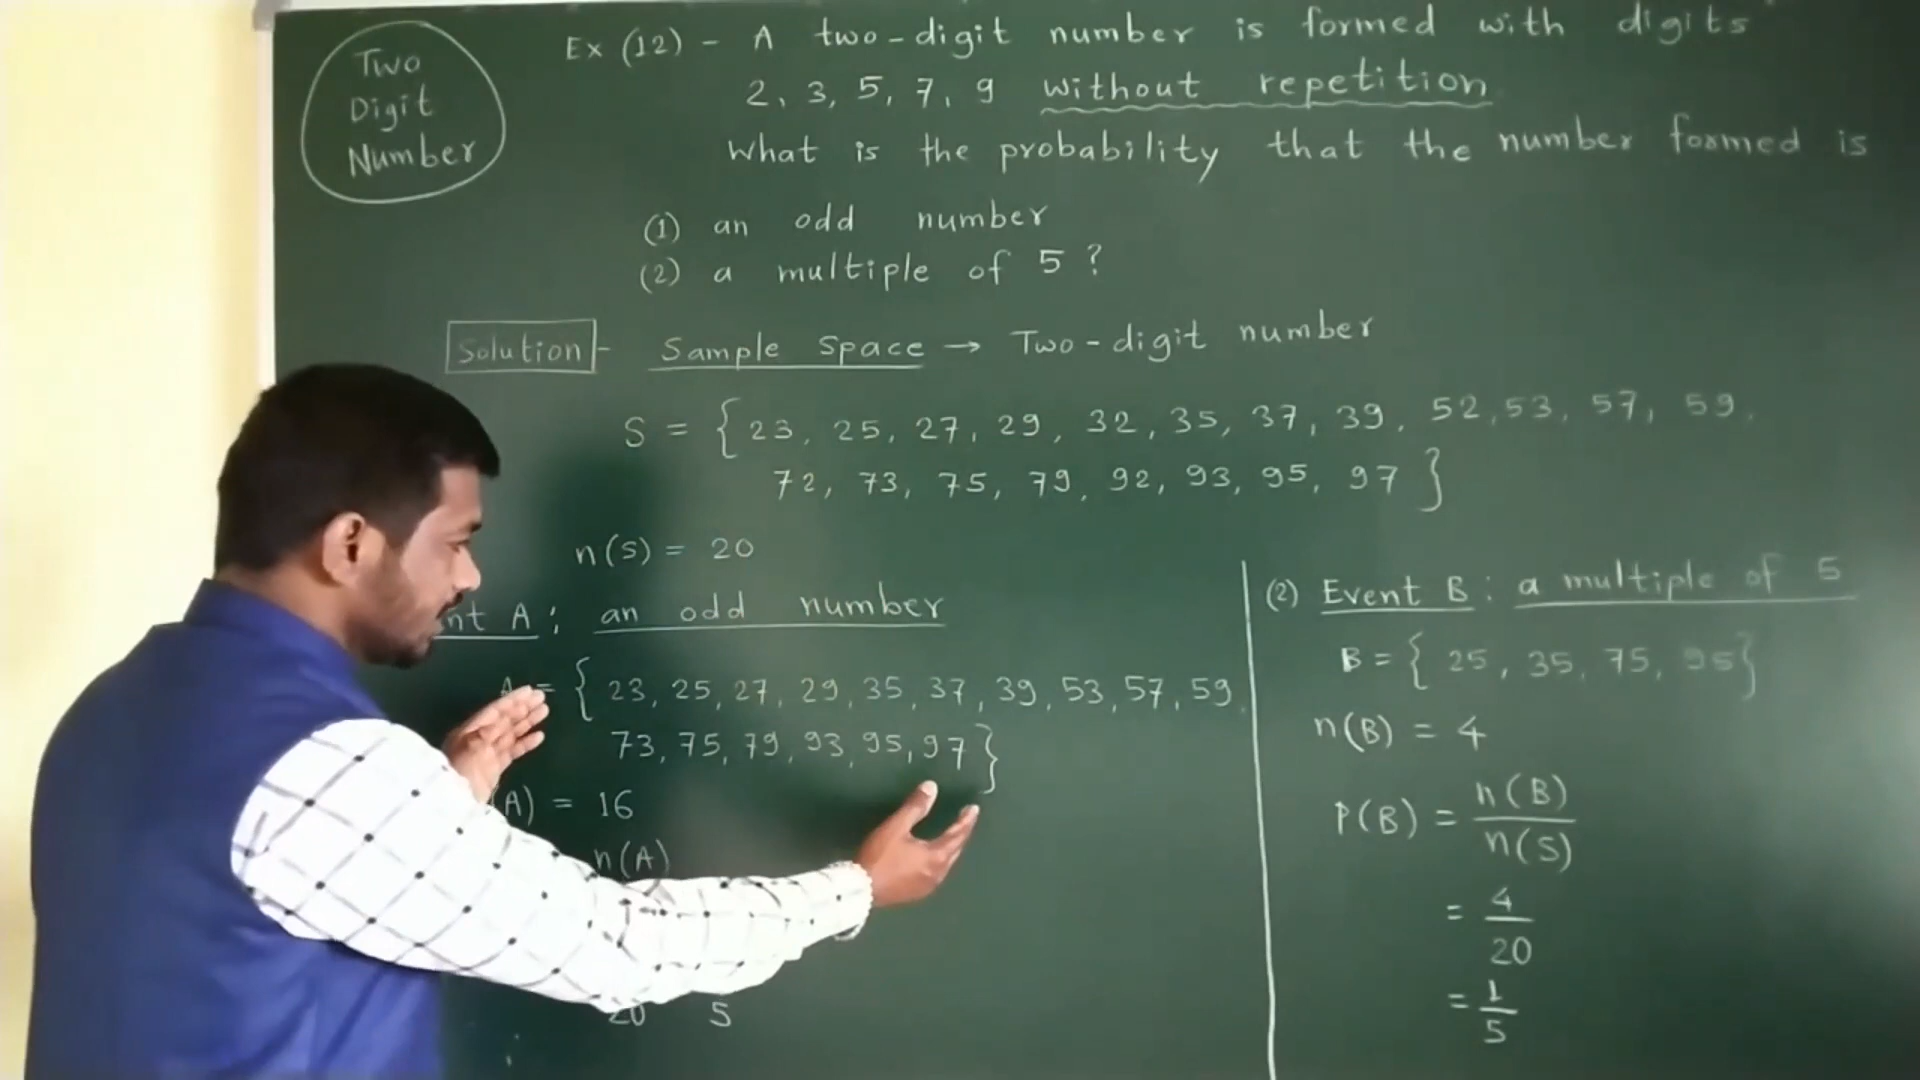 Two
Digit
Number
Ex (12) - A two-digit number is formed with digits
2, 3, 5, 7, 9 without repetition
What is the probability that the number formed is
(1) an odd number
(2) a multiple of 5 ?
Solution - Sample Space → Two-digit number
S = { 23, 25, 27, 29, 32, 35, 37, 39, 52, 53, 57, 59,
72, 73, 75, 79, 92, 93, 95, 97 }
n(S) = 20
nt A : an odd number
A = { 23, 25, 27, 29, 35, 37, 39, 53, 57, 59,
73, 75, 79, 93, 95, 97 }
(A) = 16
n(A)
20 5
(2) Event B : a multiple of 5
B = { 25, 35, 75, 95 }
n(B) = 4
P(B) = n(B)
n(S)
= 4
20
= 1
5